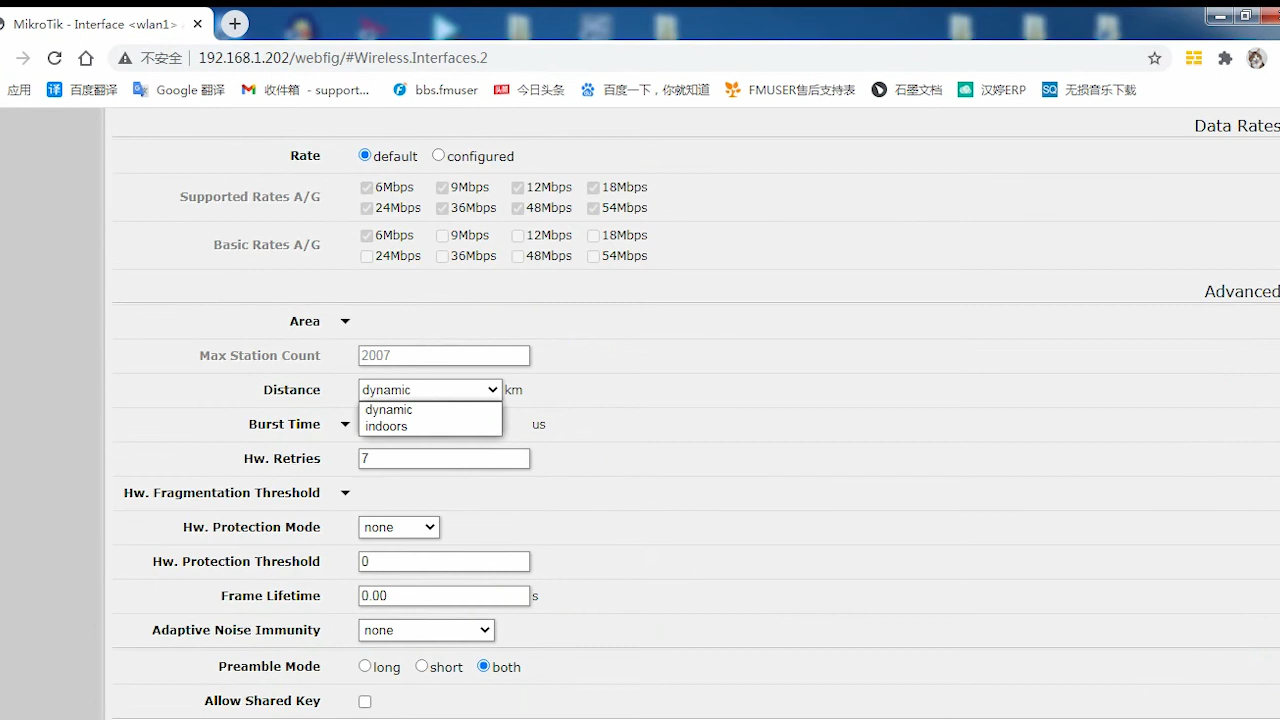 MikroTik - Interface <wlan1>
不安全 192.168.1.202/webfig/#Wireless.Interfaces.2
应用 译 百度翻译 Google 翻译 收件箱 - support... bbs.fmuser 今日头条 百度一下，你就知道 FMUSER售后支持表 石墨文档 汉婷ERP SQ 无损音乐下载
Data Rates
Rate default configured
Supported Rates A/G 6Mbps 9Mbps 12Mbps 18Mbps
24Mbps 36Mbps 48Mbps 54Mbps
Basic Rates A/G 6Mbps 9Mbps 12Mbps 18Mbps
24Mbps 36Mbps 48Mbps 54Mbps
Advanced
Area
Max Station Count 2007
Distance dynamic km
dynamic
Burst Time indoors us
Hw. Retries 7
Hw. Fragmentation Threshold
Hw. Protection Mode none
Hw. Protection Threshold 0
Frame Lifetime 0.00 s
Adaptive Noise Immunity none
Preamble Mode long short both
Allow Shared Key